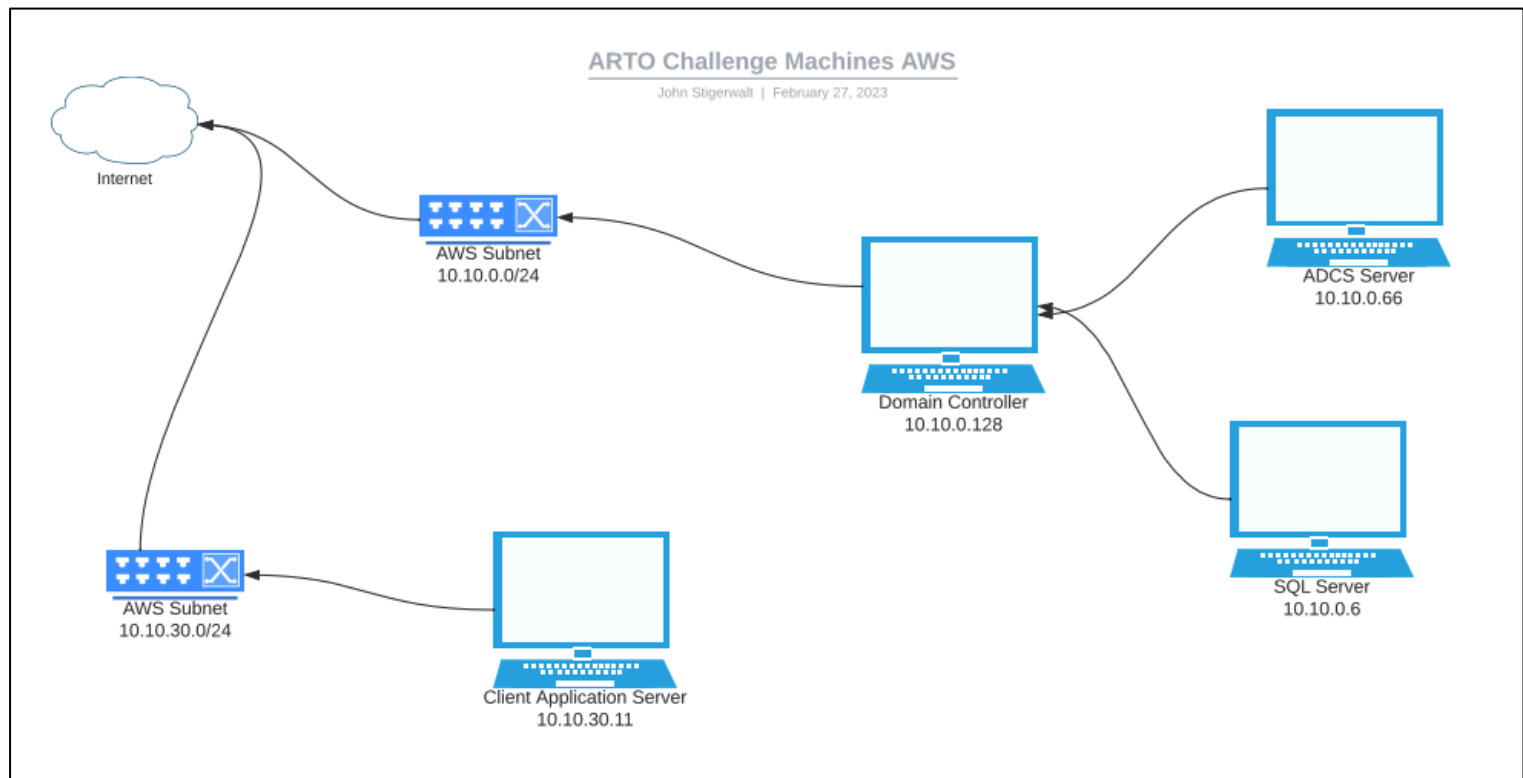 ARTO Challenge Machines AWS
John Stigerwalt | February 27, 2023
Internet
AWS Subnet
10.10.0.0/24
ADCS Server
10.10.0.66
Domain Controller
10.10.0.128
SQL Server
10.10.0.6
AWS Subnet
10.10.30.0/24
Client Application Server
10.10.30.11